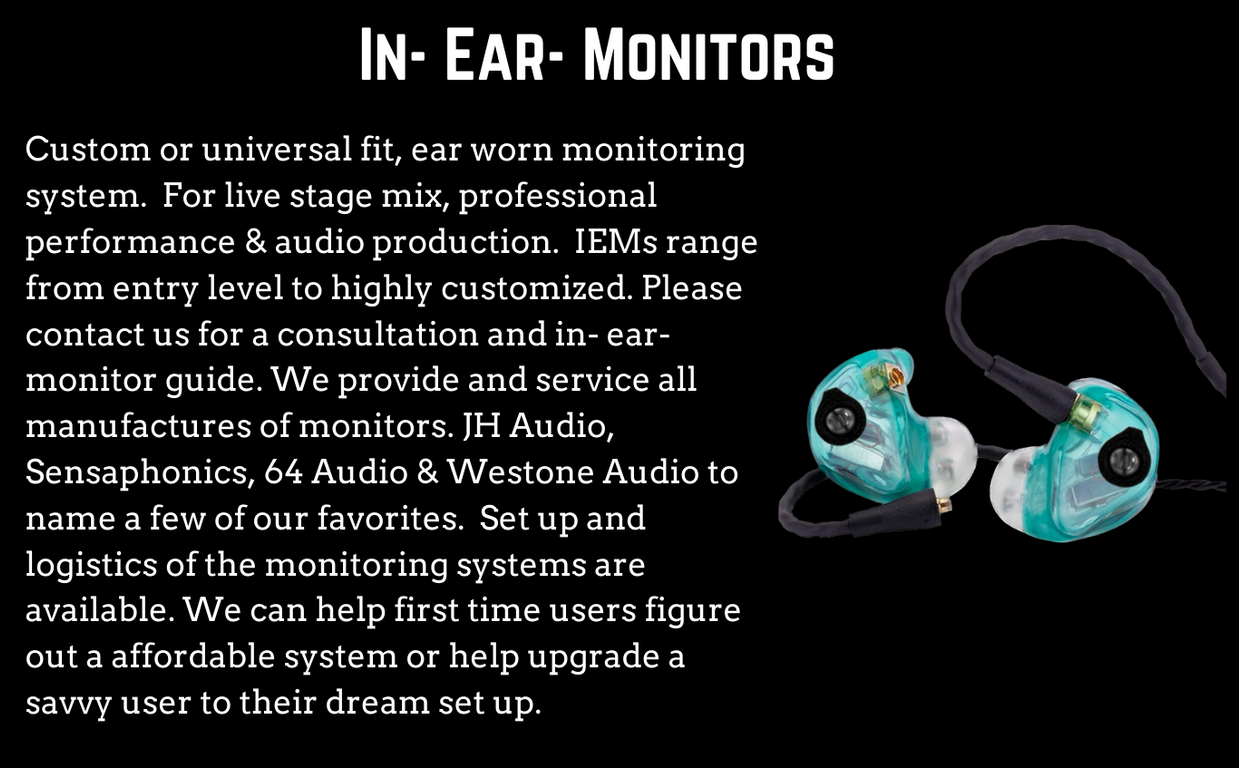 In- Ear- Monitors
Custom or universal fit, ear worn monitoring
system.  For live stage mix, professional
performance & audio production.  IEMs range
from entry level to highly customized. Please
contact us for a consultation and in- ear-
monitor guide. We provide and service all
manufactures of monitors. JH Audio,
Sensaphonics, 64 Audio & Westone Audio to
name a few of our favorites.  Set up and
logistics of the monitoring systems are
available. We can help first time users figure
out a affordable system or help upgrade a
savvy user to their dream set up.